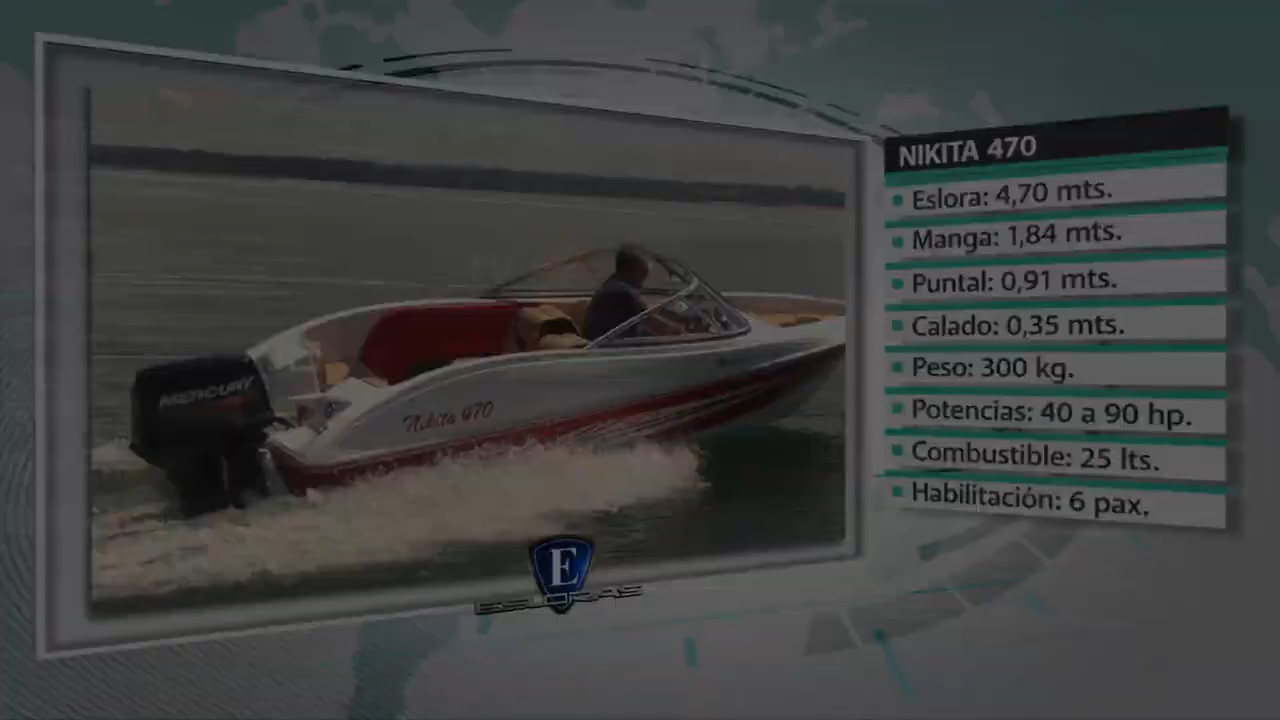 NIKITA 470
Eslora: 4,70 mts.
Manga: 1,84 mts.
Puntal: 0,91 mts.
Calado: 0,35 mts.
Peso: 300 kg.
Potencias: 40 a 90 hp.
Combustible: 25 lts.
Habilitación: 6 pax.
MERCURY
Nikita 470
E
ESLORAS